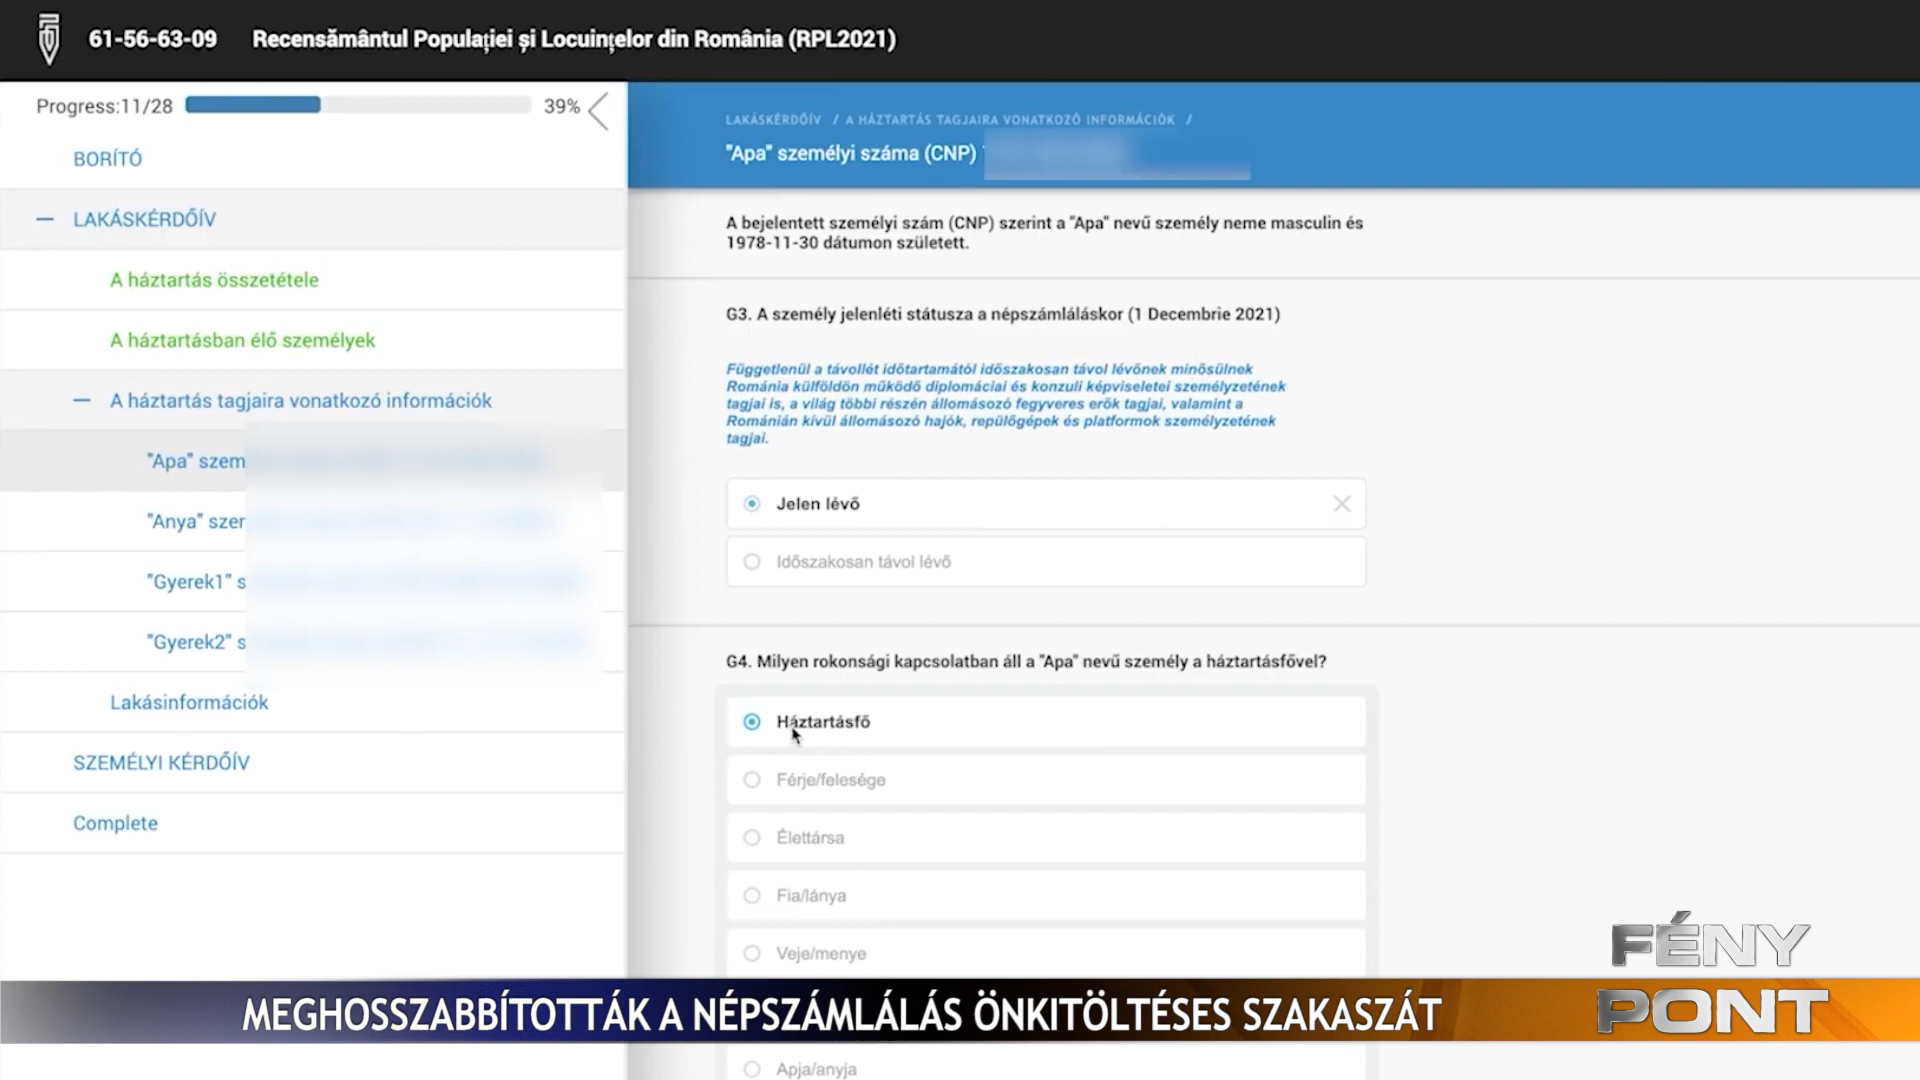 61-56-63-09 Recensământul Populației și Locuințelor din România (RPL2021)
Progress:11/28 39%
BORÍTÓ
LAKÁSKÉRDŐÍV
A háztartás összetétele
A háztartásban élő személyek
A háztartás tagjaira vonatkozó információk
"Apa" szem
"Anya" szer
"Gyerek1" s
"Gyerek2" s
Lakásinformációk
SZEMÉLYI KÉRDŐÍV
Complete
LAKÁSKÉRDŐÍV / A HÁZTARTÁS TAGJAIRA VONATKOZÓ INFORMÁCIÓK /
"Apa" személyi száma (CNP)
A bejelentett személyi szám (CNP) szerint a "Apa" nevű személy neme masculin és
1978-11-30 dátumon született.
G3. A személy jelenléti státusza a népszámláláskor (1 Decembrie 2021)
Függetlenül a távollét időtartamától időszakosan távol lévőnek minősülnek
Románia külföldön működő diplomáciai és konzuli képviseletei személyzetének
tagjai is, a világ többi részén állomásozó fegyveres erők tagjai, valamint a
Románián kívül állomásozó hajók, repülőgépek és platformok személyzetének
tagjai.
Jelen lévő
Időszakosan távol lévő
G4. Milyen rokonsági kapcsolatban áll a "Apa" nevű személy a háztartásfővel?
Háztartásfő
Férje/felesége
Élettársa
Fia/lánya
Veje/menye
MEGHOSSZABBÍTOTTÁK A NÉPSZÁMLÁLÁS ÖNKITÖLTÉSES SZAKASZÁT
FÉNY
PONT
Apja/anyja